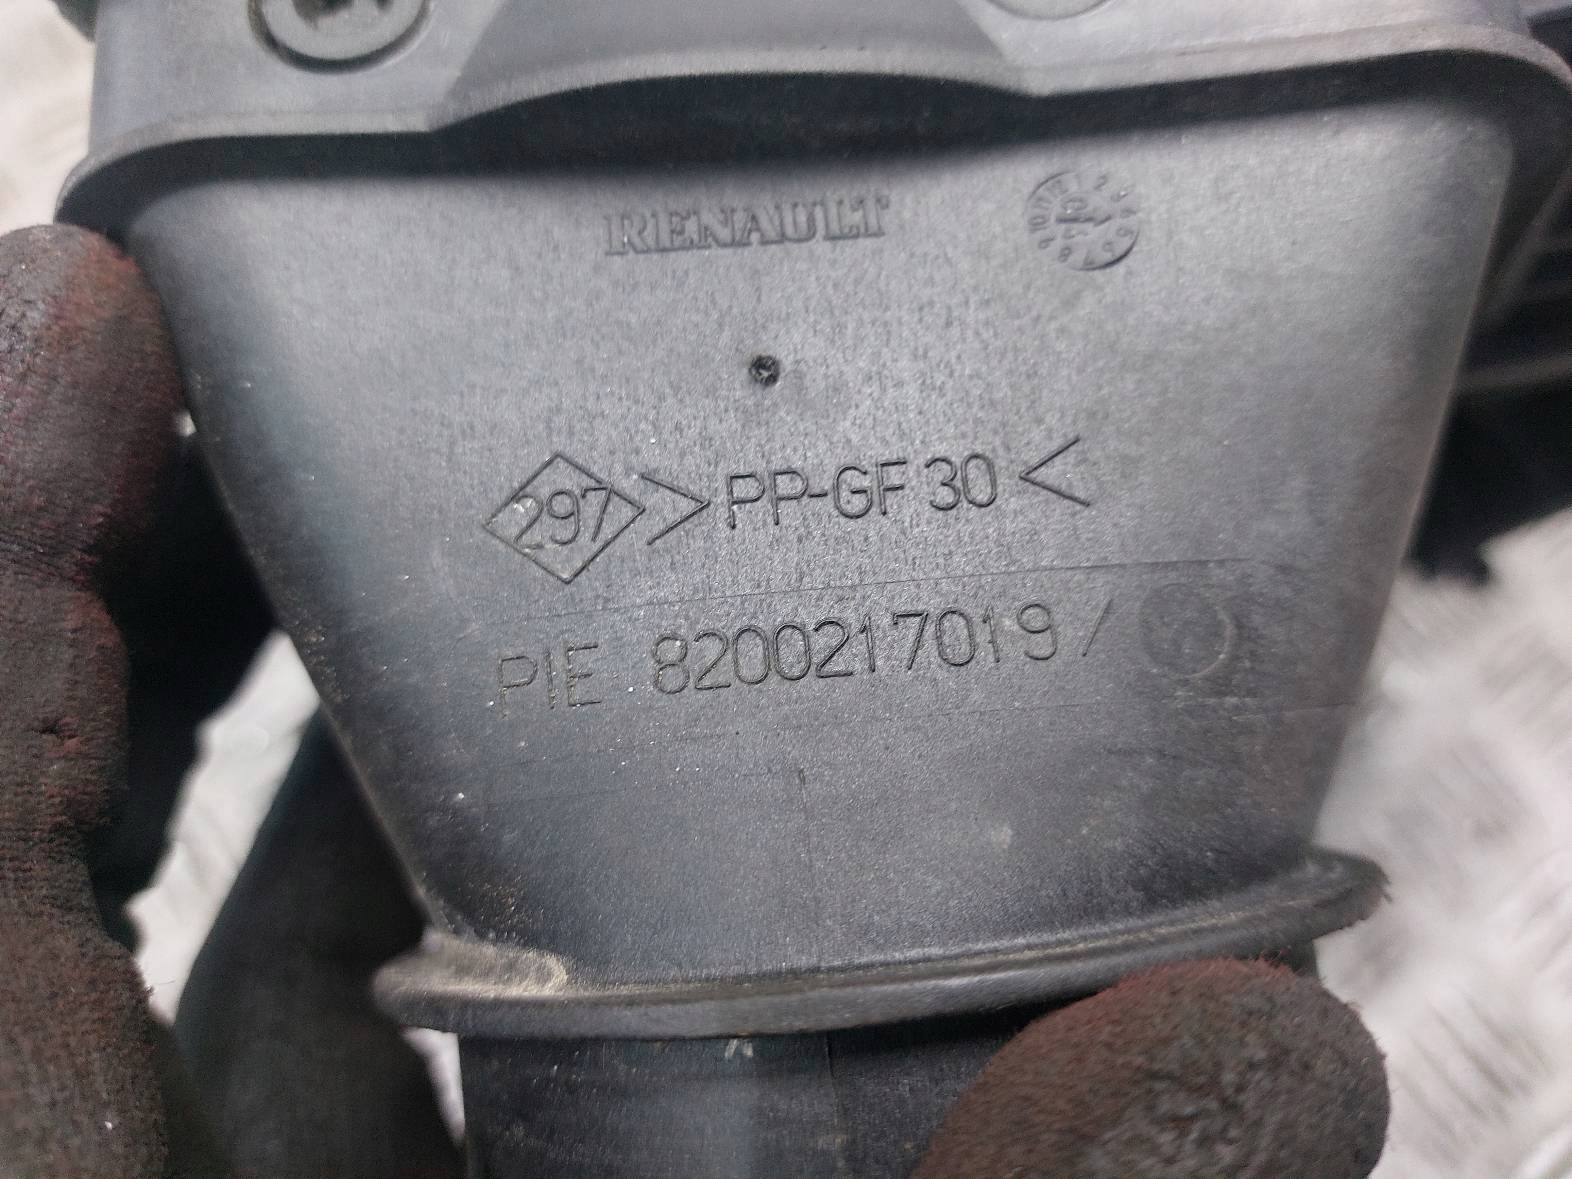 RENAULT
297 >PP-GF 30<
PIE 8200217019 /